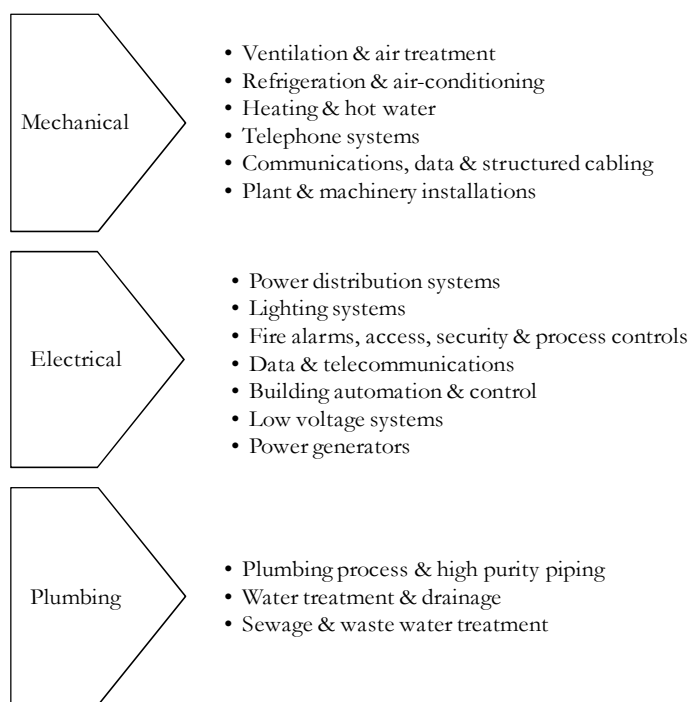 Mechanical
• Ventilation & air treatment
• Refrigeration & air-conditioning
• Heating & hot water
• Telephone systems
• Communications, data & structured cabling
• Plant & machinery installations
Electrical
• Power distribution systems
• Lighting systems
• Fire alarms, access, security & process controls
• Data & telecommunications
• Building automation & control
• Low voltage systems
• Power generators
Plumbing
• Plumbing process & high purity piping
• Water treatment & drainage
• Sewage & waste water treatment